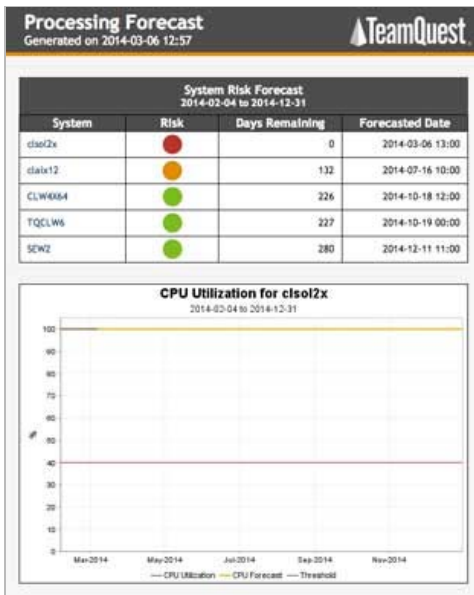 Processing Forecast
Generated on 2014-03-06 12:57
TeamQuest
System Risk Forecast
2014-02-04 to 2014-12-31
System Risk Days Remaining Forecasted Date
clsol2x 0 2014-03-06 13:00
claix12 132 2014-07-16 10:00
CLW4X64 226 2014-10-18 12:00
TQCLW6 227 2014-10-19 00:00
SEW2 280 2014-12-11 11:00
CPU Utilization for clsol2x
2014-02-04 to 2014-12-31
100
90
80
70
60
50
40
30
20
10
0
%
Mar-2014 May-2014 Jul-2014 Sep-2014 Nov-2014
CPU Utilization CPU Forecast Threshold